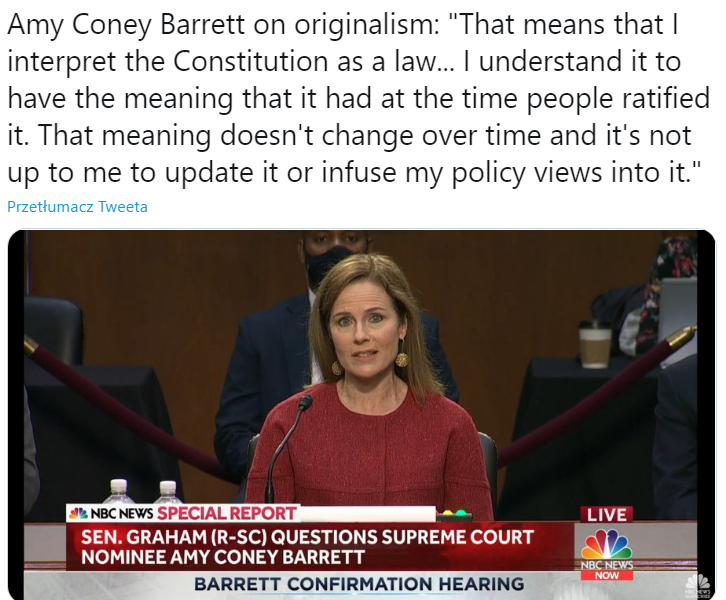 Amy Coney Barrett on originalism: "That means that I
interpret the Constitution as a law... I understand it to
have the meaning that it had at the time people ratified
it. That meaning doesn't change over time and it's not
up to me to update it or infuse my policy views into it."
Przetłumacz Tweeta
NBC NEWS SPECIAL REPORT
LIVE
SEN. GRAHAM (R-SC) QUESTIONS SUPREME COURT
NOMINEE AMY CONEY BARRETT
NBC NEWS
NOW
BARRETT CONFIRMATION HEARING